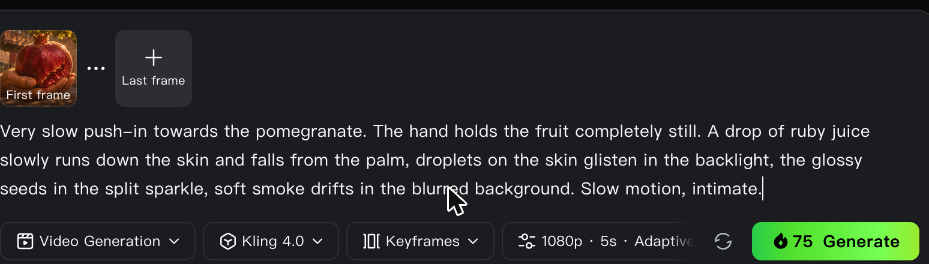 First frame
Last frame
Very slow push-in towards the pomegranate. The hand holds the fruit completely still. A drop of ruby juice
slowly runs down the skin and falls from the palm, droplets on the skin glisten in the backlight, the glossy
seeds in the split sparkle, soft smoke drifts in the blurred background. Slow motion, intimate.
Video Generation Kling 4.0 Keyframes 1080p · 5s · Adaptive 75 Generate